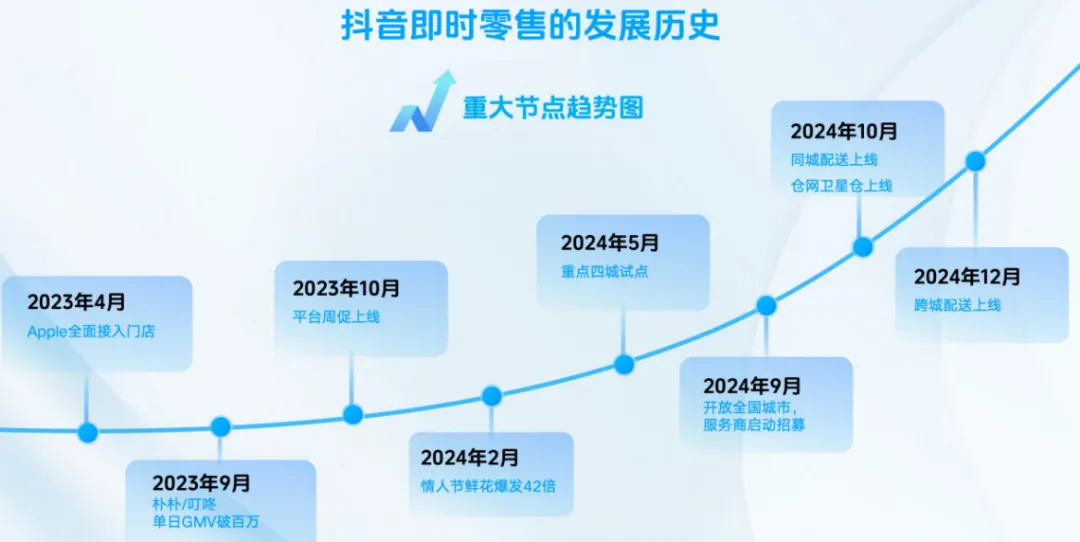 抖音即时零售的发展历史
重大节点趋势图
2023年4月
Apple全面接入门店
2023年9月
朴朴/叮咚
单日GMV破百万
2023年10月
平台周促上线
2024年2月
情人节鲜花爆发42倍
2024年5月
重点四城试点
2024年9月
开放全国城市，
服务商启动招募
2024年10月
同城配送上线
仓网卫星仓上线
2024年12月
跨城配送上线